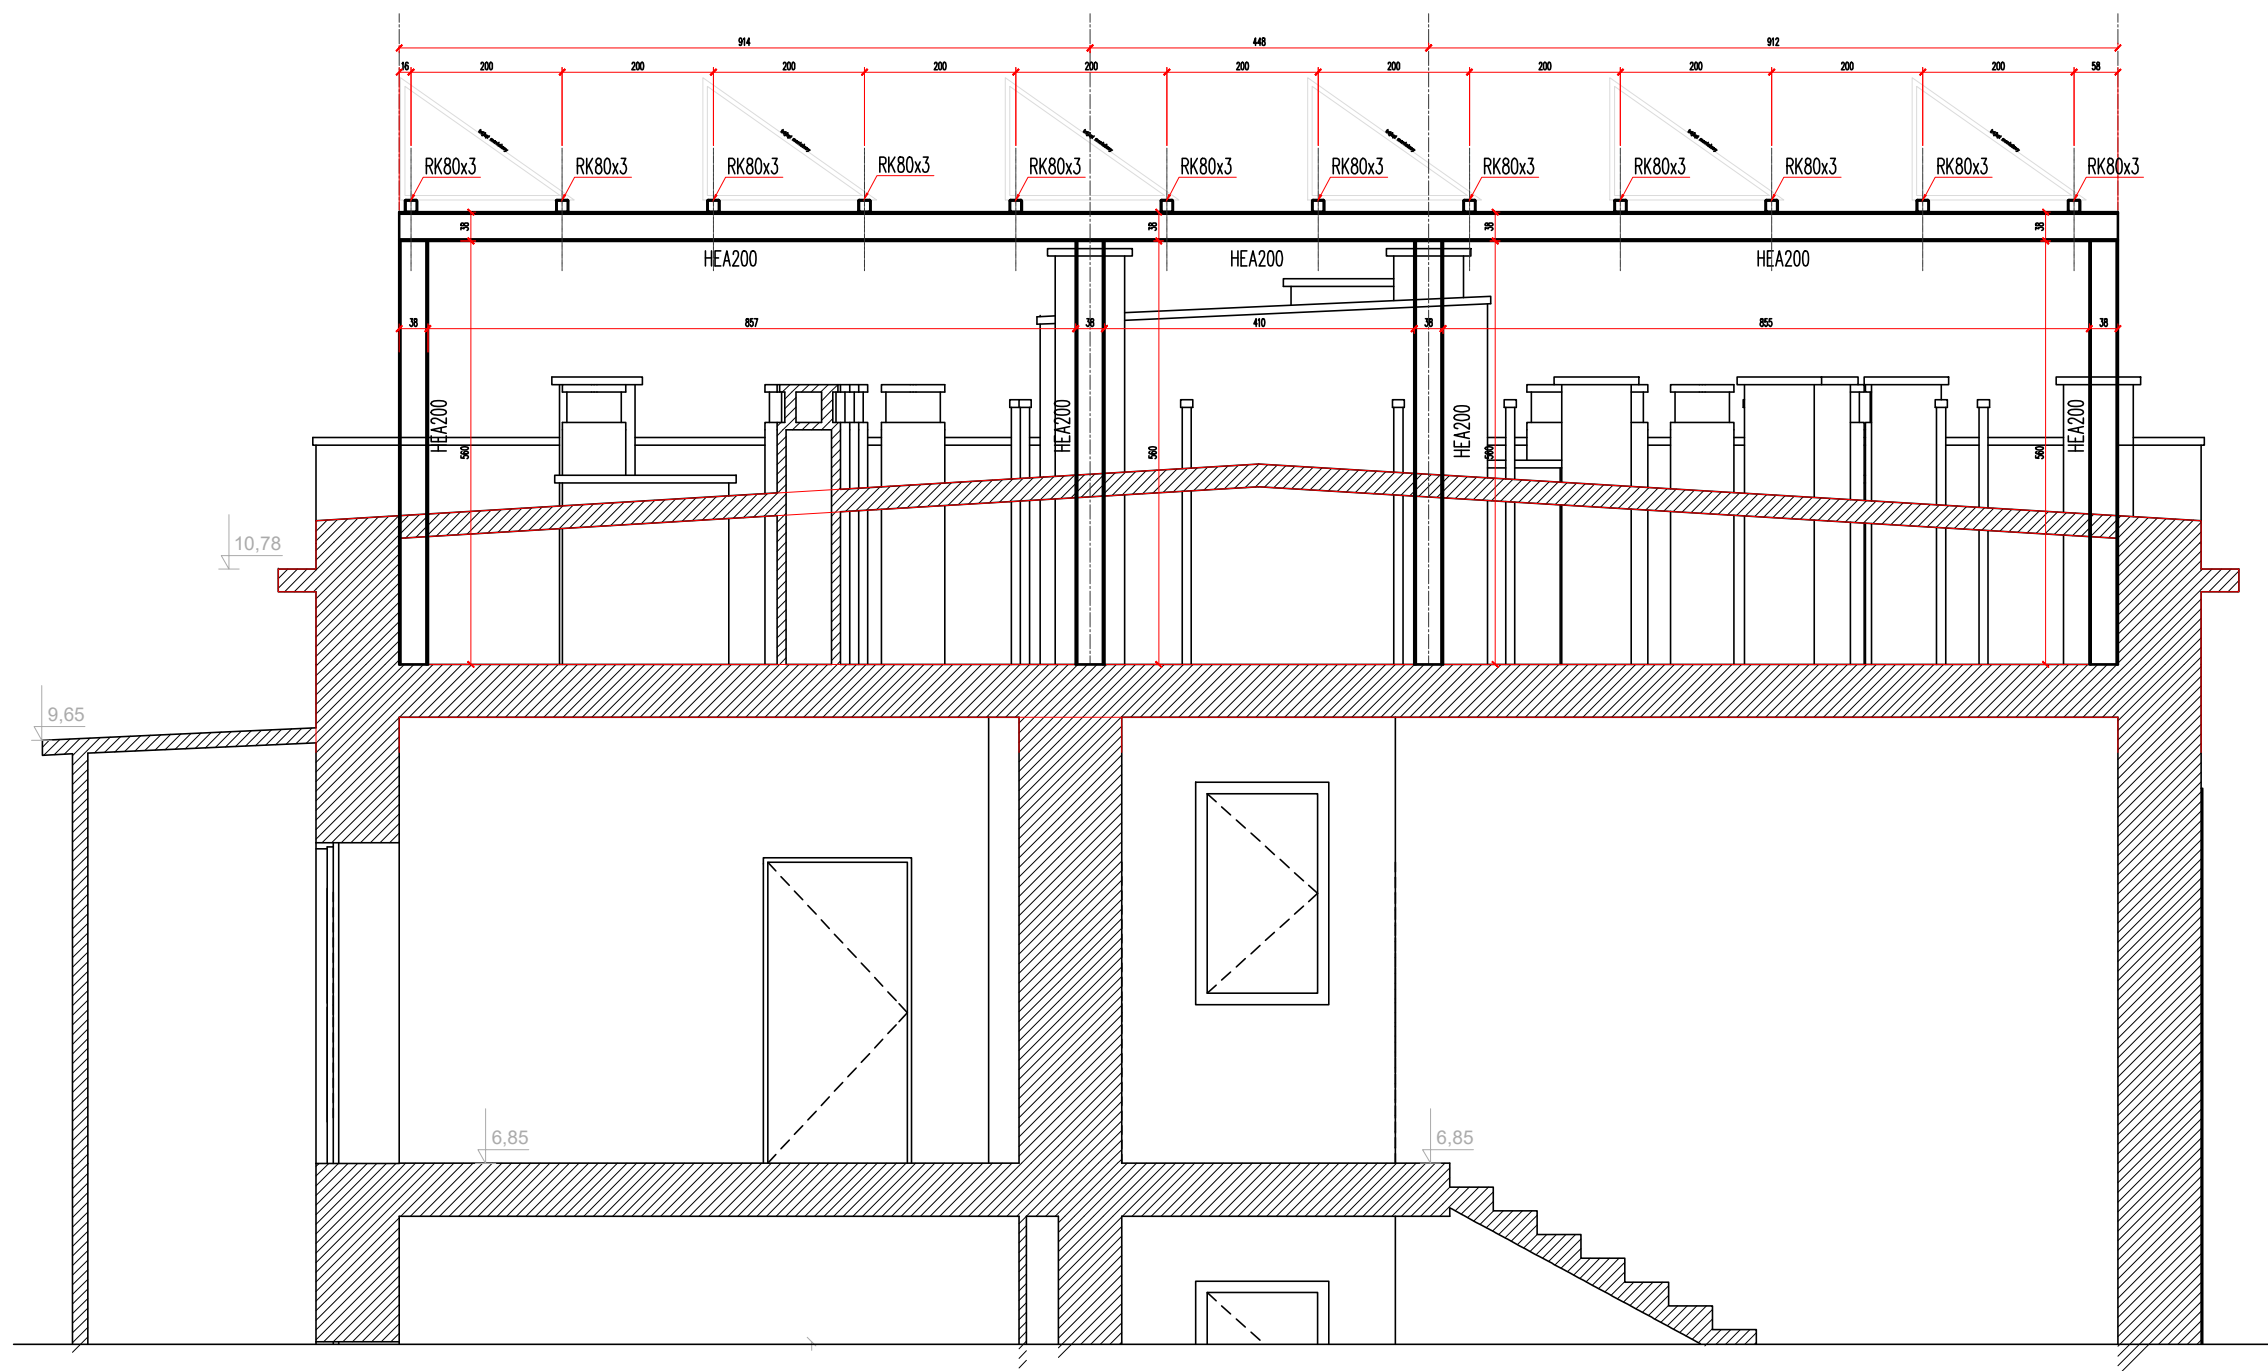 914 448 912
16 200 200 200 200 200 200 200 200 200 200 200 58
RK80x3 RK80x3 RK80x3 RK80x3 RK80x3 RK80x3 RK80x3 RK80x3 RK80x3 RK80x3 RK80x3 RK80x3
38 38 38 38
HEA200 HEA200 HEA200
38 857 38 410 38 855 38
HEA200 HEA200 HEA200 HEA200
560 560 560 560
10,78
9,65
6,85 6,85